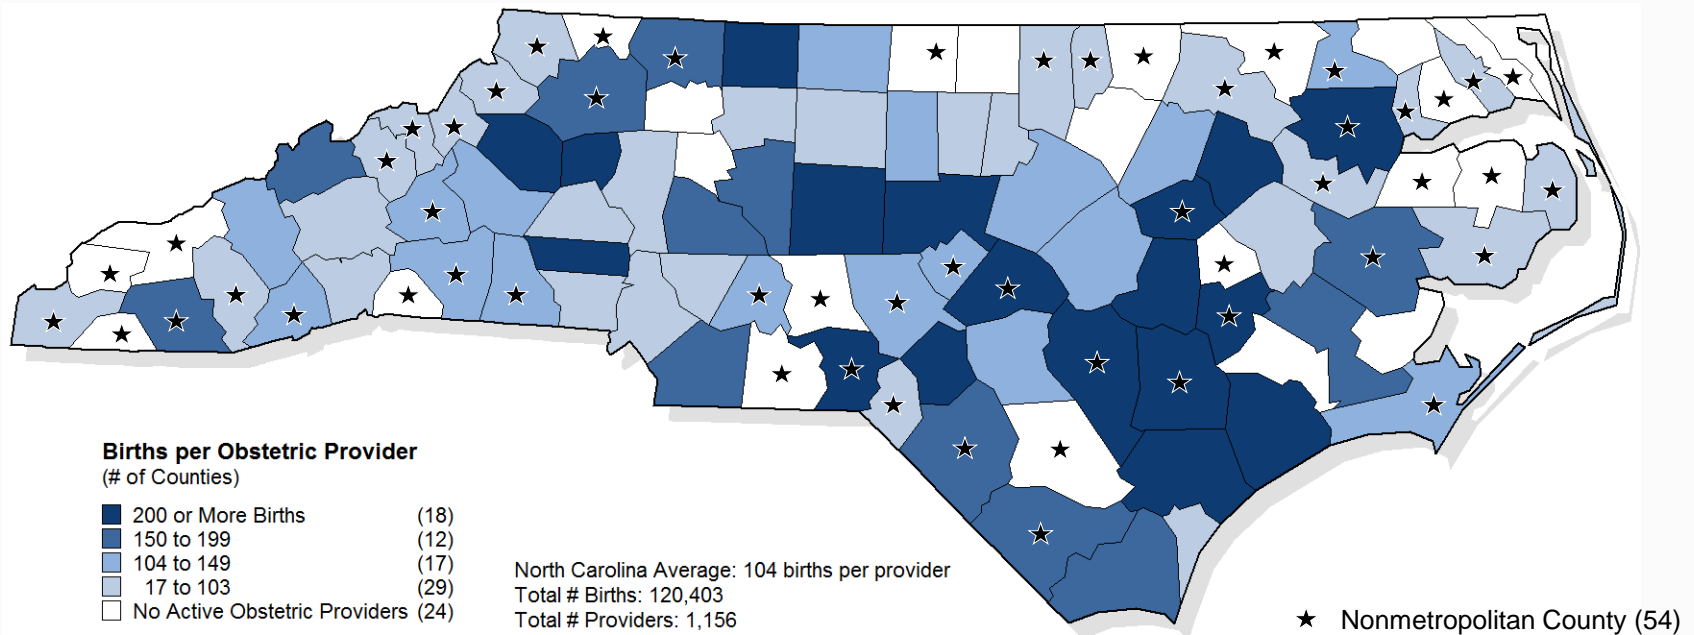 Births per Obstetric Provider
(# of Counties)
200 or More Births (18)
150 to 199 (12)
104 to 149 (17)
17 to 103 (29)
No Active Obstetric Providers (24)
North Carolina Average: 104 births per provider
Total # Births: 120,403
Total # Providers: 1,156
★ Nonmetropolitan County (54)